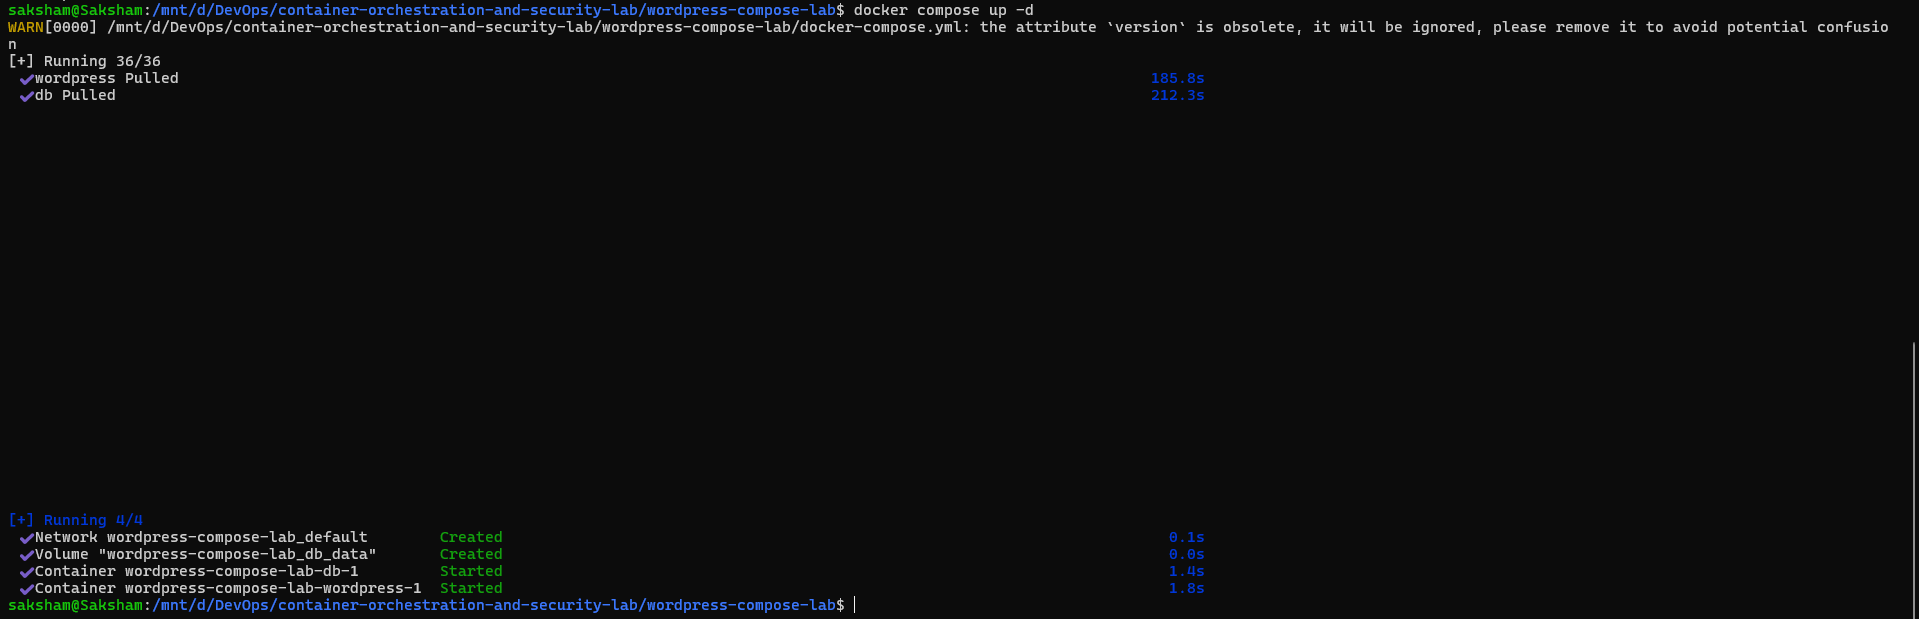 saksham@Saksham:/mnt/d/DevOps/container-orchestration-and-security-lab/wordpress-compose-lab$ docker compose up -d
WARN[0000] /mnt/d/DevOps/container-orchestration-and-security-lab/wordpress-compose-lab/docker-compose.yml: the attribute `version` is obsolete, it will be ignored, please remove it to avoid potential confusio
n
[+] Running 36/36
✔wordpress Pulled 185.8s
✔db Pulled 212.3s
[+] Running 4/4
✔Network wordpress-compose-lab_default Created 0.1s
✔Volume "wordpress-compose-lab_db_data" Created 0.0s
✔Container wordpress-compose-lab-db-1 Started 1.4s
✔Container wordpress-compose-lab-wordpress-1 Started 1.8s
saksham@Saksham:/mnt/d/DevOps/container-orchestration-and-security-lab/wordpress-compose-lab$